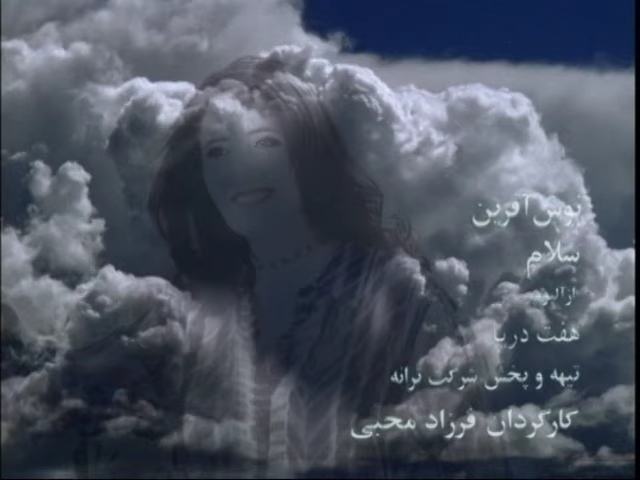 نوش آفرین
سلام
از آلبوم
هفت دریا
تهیه و پخش شرکت ترانه
کارگردان فرزاد محبی